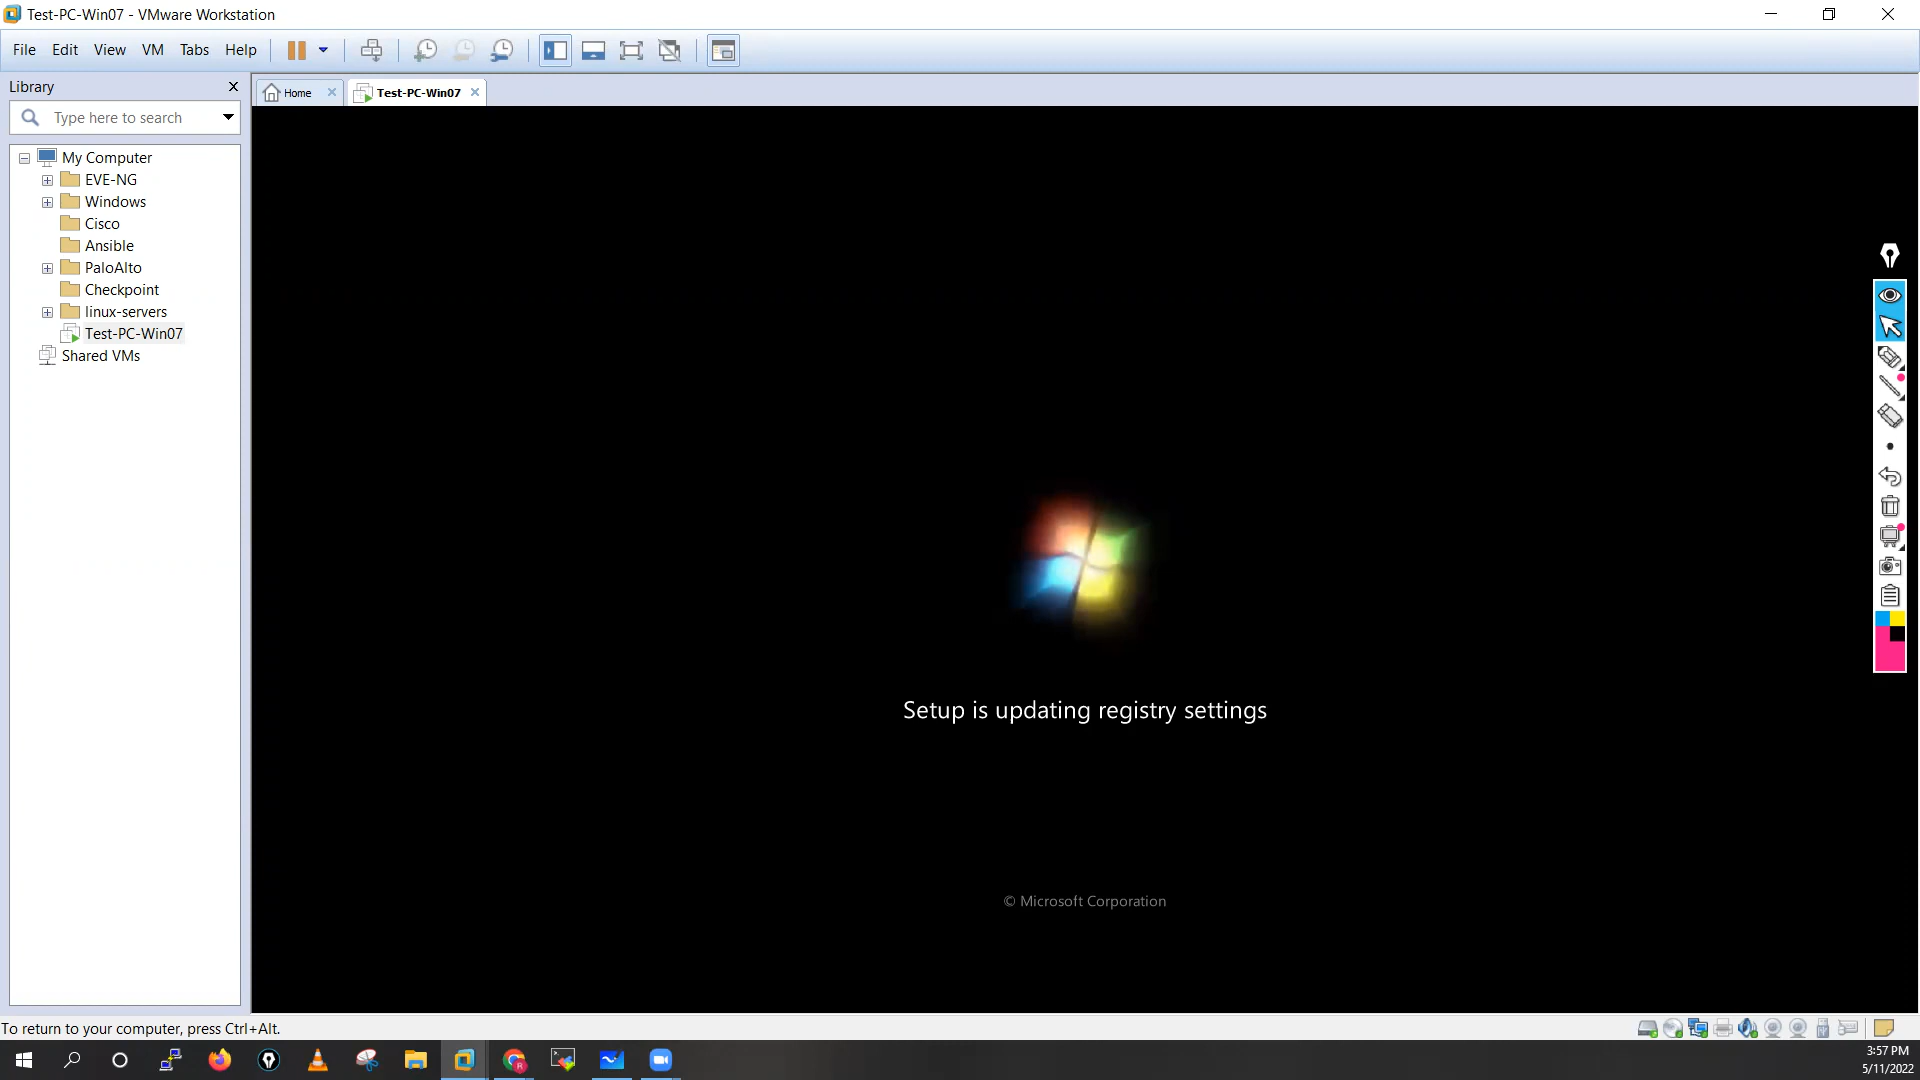 Test-PC-Win07 - VMware Workstation
File Edit View VM Tabs Help
Library
Home
Test-PC-Win07
Type here to search
My Computer
EVE-NG
Windows
Cisco
Ansible
PaloAlto
Checkpoint
linux-servers
Test-PC-Win07
Shared VMs
Setup is updating registry settings
© Microsoft Corporation
To return to your computer, press Ctrl+Alt.
3:57 PM
5/11/2022